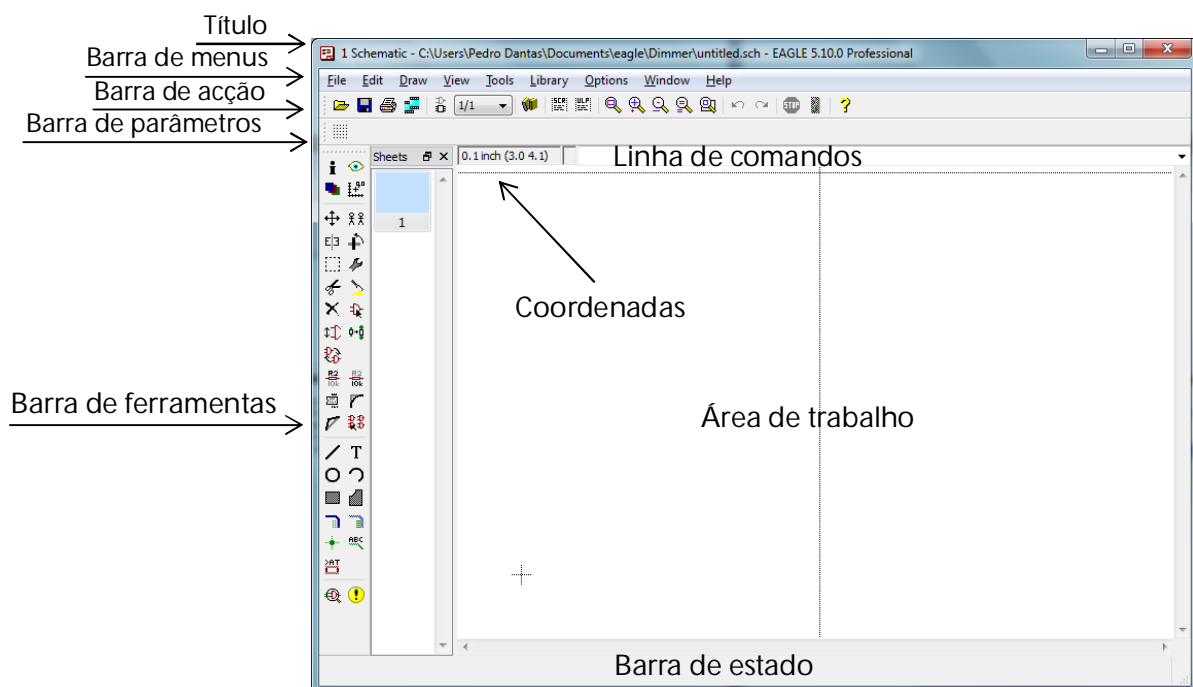 Título
1 Schematic - C:\Users\Pedro Dantas\Documents\eagle\Dimmer\untitled.sch - EAGLE 5.10.0 Professional
Barra de menus
File Edit Draw View Tools Library Options Window Help
Barra de acção
1/1
Barra de parâmetros
Sheets
0.1 inch (3.0 4.1)
Linha de comandos
1
Coordenadas
Barra de ferramentas
Área de trabalho
T
ABC
>AT
Barra de estado